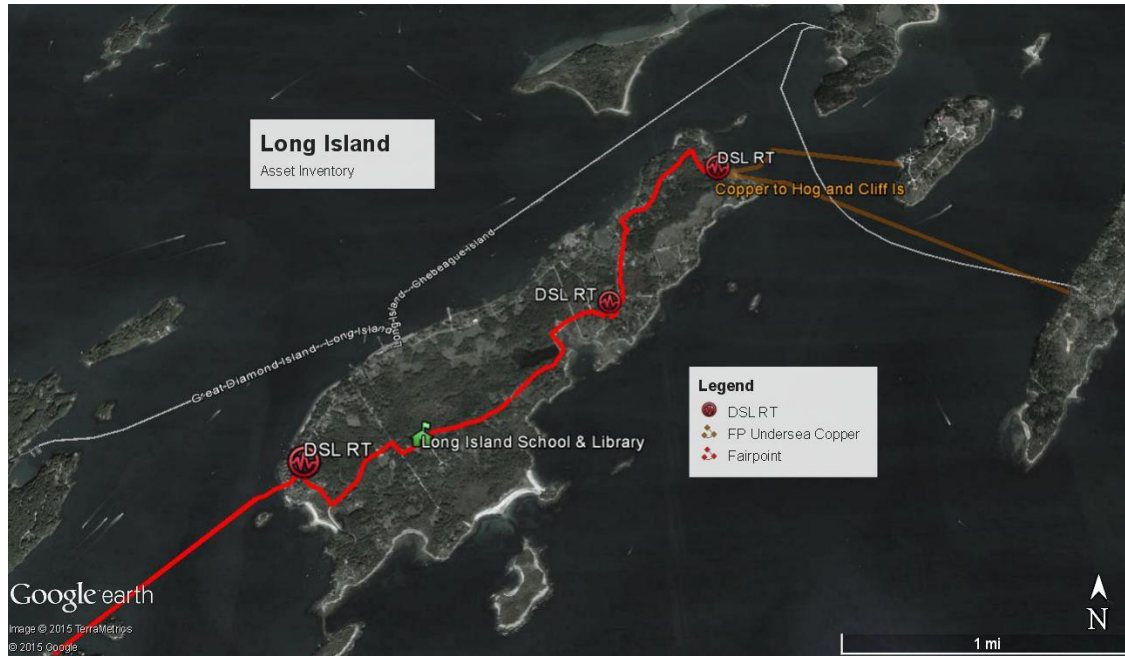 Long Island
Asset Inventory
DSL RT
Copper to Hog and Cliff Is
DSL RT
Great-Diamond-Island--Long-Island
Long-Island--Chebeague-Island
Legend
DSL RT
FP Undersea Copper
Fairpoint
DSL RT
Long Island School & Library
Google earth
Image © 2015 TerraMetrics
© 2015 Google
N
1 mi